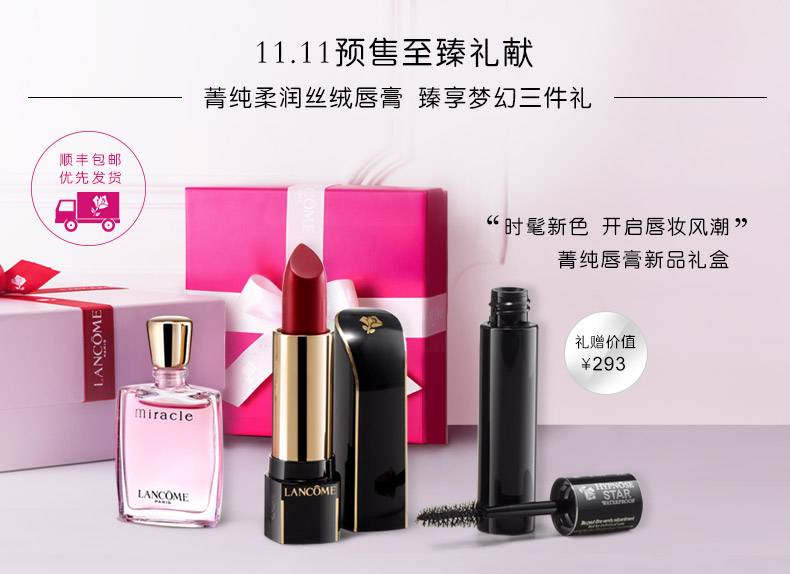 11.11预售至臻礼献
菁纯柔润丝绒唇膏 臻享梦幻三件礼
顺丰包邮
优先发货
“时髦新色 开启唇妆风潮”
菁纯唇膏新品礼盒
礼赠价值
¥293
LANCÔME
PARIS
miracle
LANCÔME
PARIS
LANCÔME
HYPNÔSE
STAR
WATERPROOF